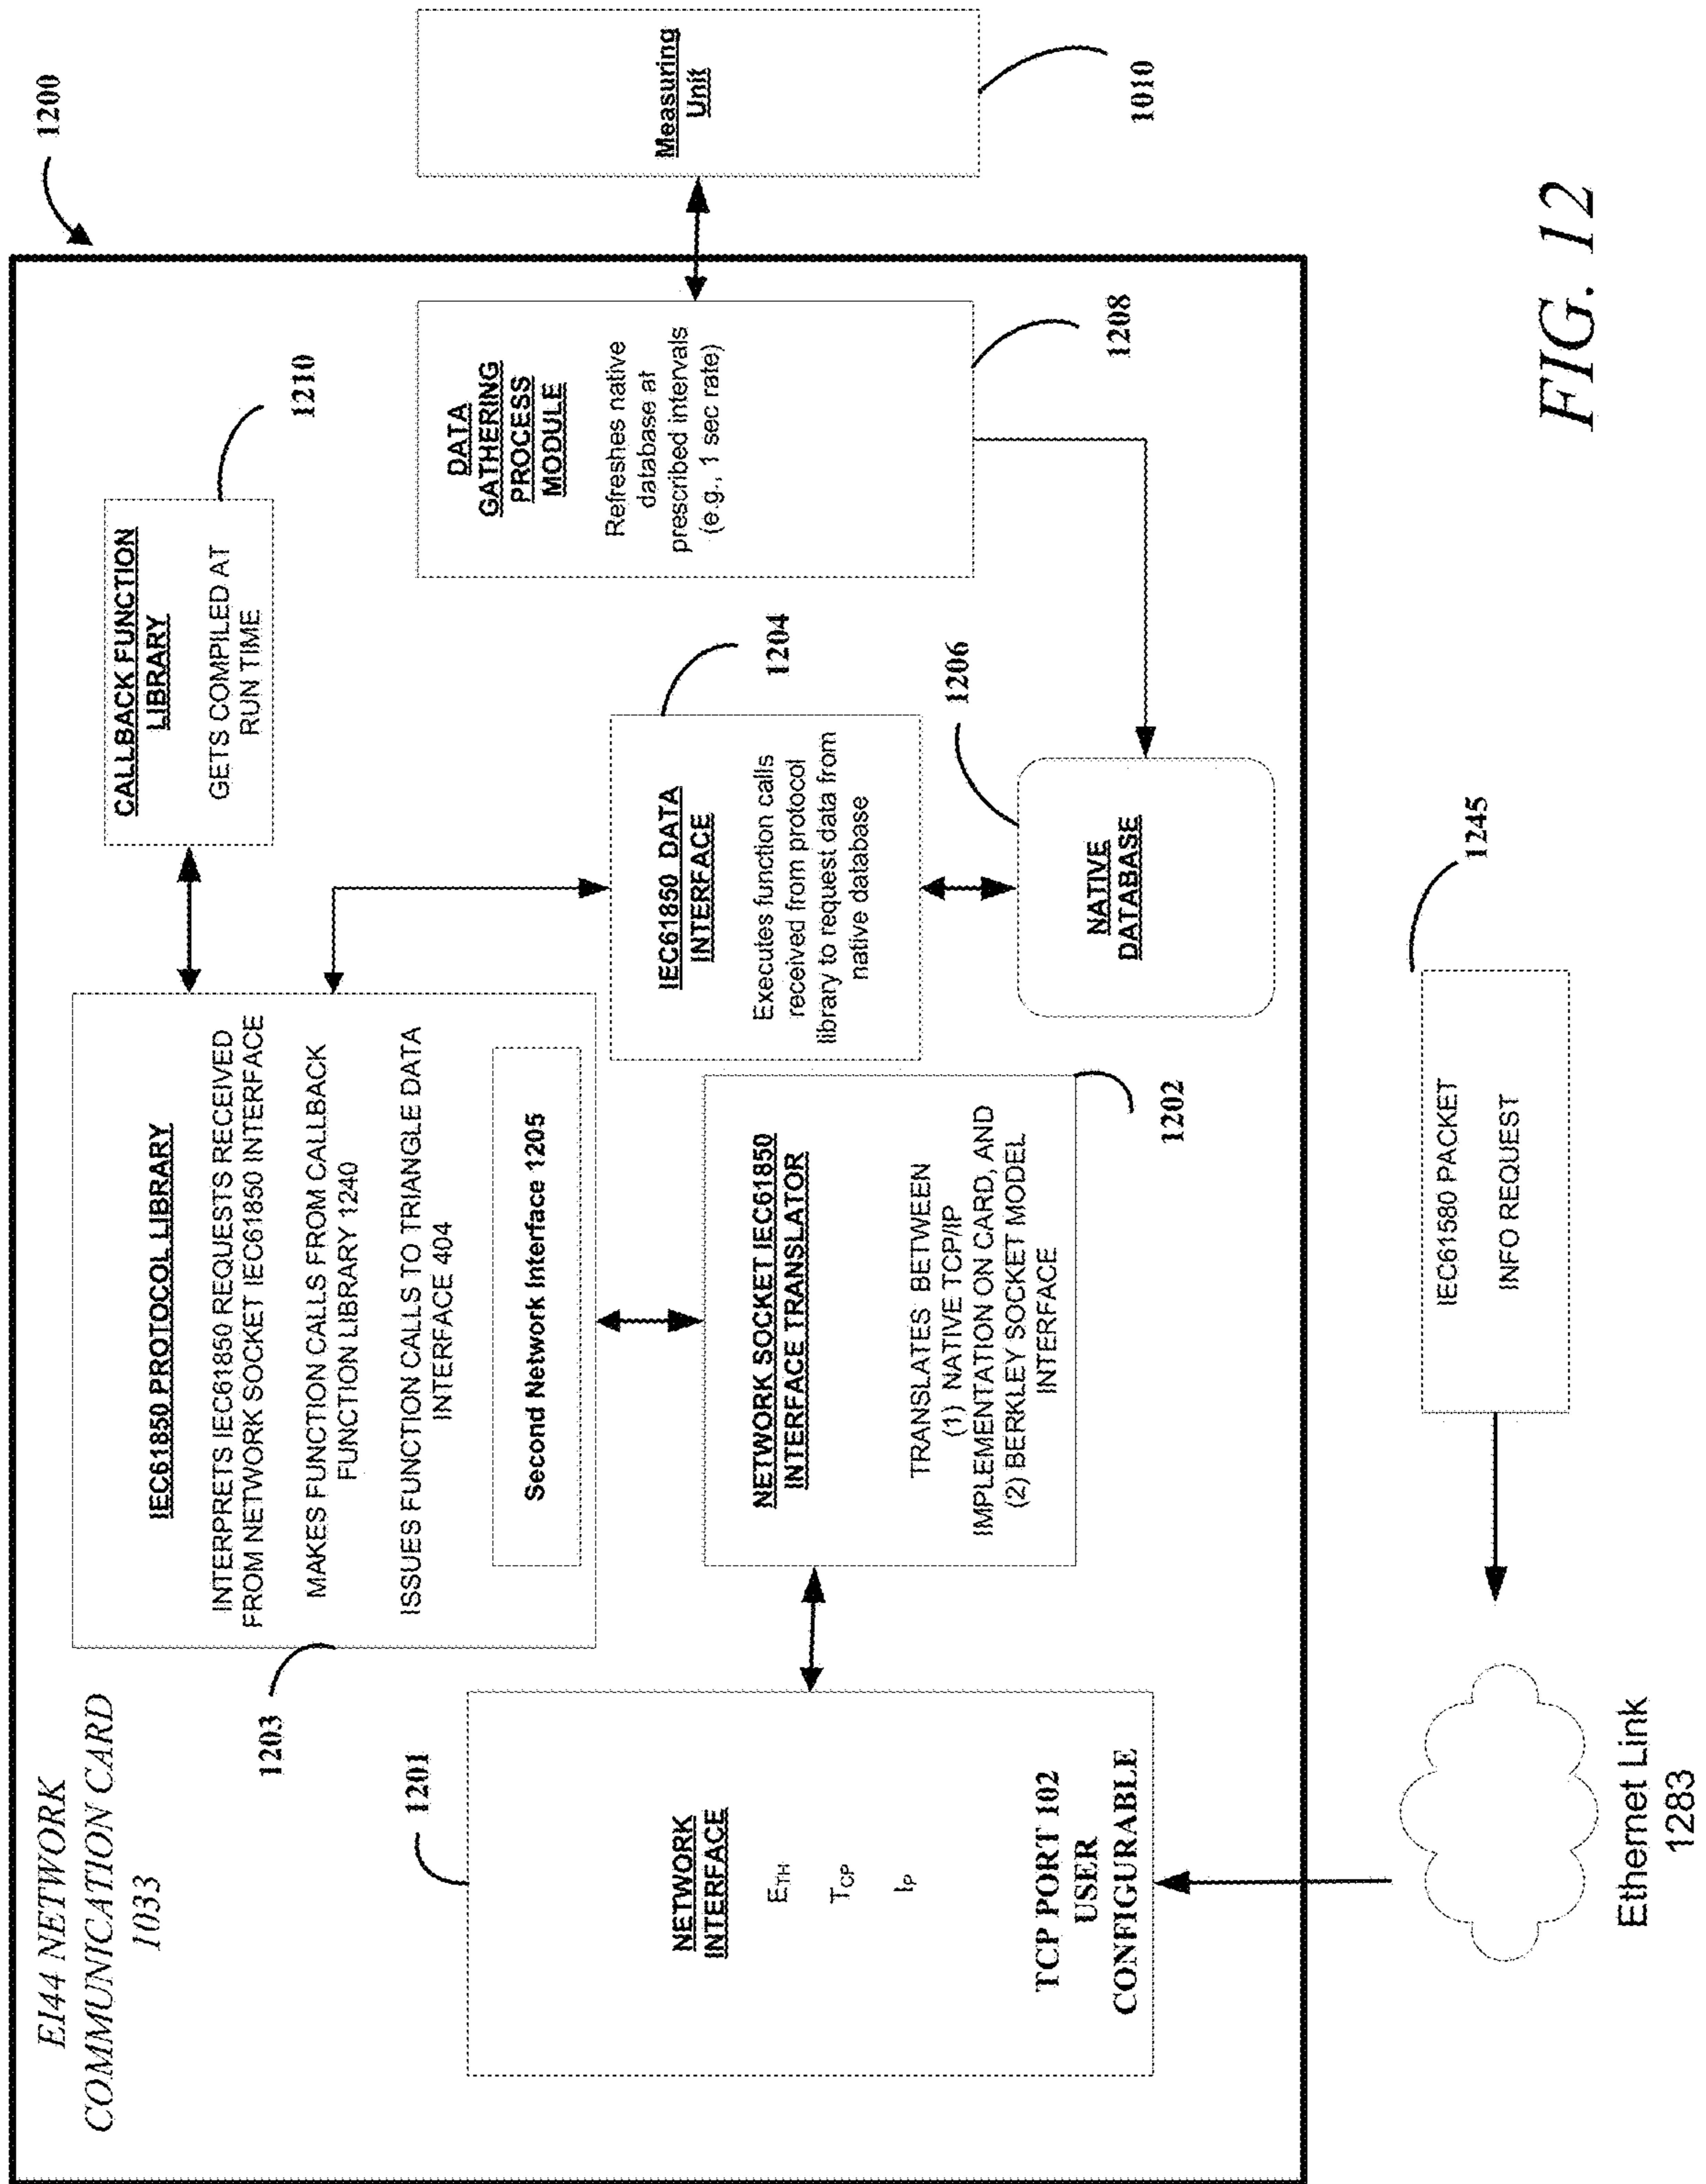 EI44 NETWORK
COMMUNICATION CARD
1033
1200
1203
IEC61850 PROTOCOL LIBRARY
INTERPRETS IEC61850 REQUESTS RECEIVED
FROM NETWORK SOCKET IEC61850 INTERFACE
MAKES FUNCTION CALLS FROM CALLBACK
FUNCTION LIBRARY 1240
ISSUES FUNCTION CALLS TO TRIANGLE DATA
INTERFACE 404
Second Network Interface 1205
CALLBACK FUNCTION
LIBRARY
GETS COMPILED AT
RUN TIME
1210
1201
NETWORK
INTERFACE
ETH
TCP
IP
TCP PORT 102
USER
CONFIGURABLE
NETWORK SOCKET IEC61850
INTERFACE TRANSLATOR
TRANSLATES BETWEEN
(1) NATIVE TCP/IP
IMPLEMENTATION ON CARD, AND
(2) BERKLEY SOCKET MODEL
INTERFACE
1202
IEC61850 DATA
INTERFACE
Executes function calls
received from protocol
library to request data from
native database
1204
1206
NATIVE
DATABASE
DATA
GATHERING
PROCESS
MODULE
Refreshes native
database at
prescribed intervals
(e.g., 1 sec rate)
1208
Measuring
Unit
1010
Ethernet Link
1283
IEC61580 PACKET
INFO REQUEST
1245
FIG. 12